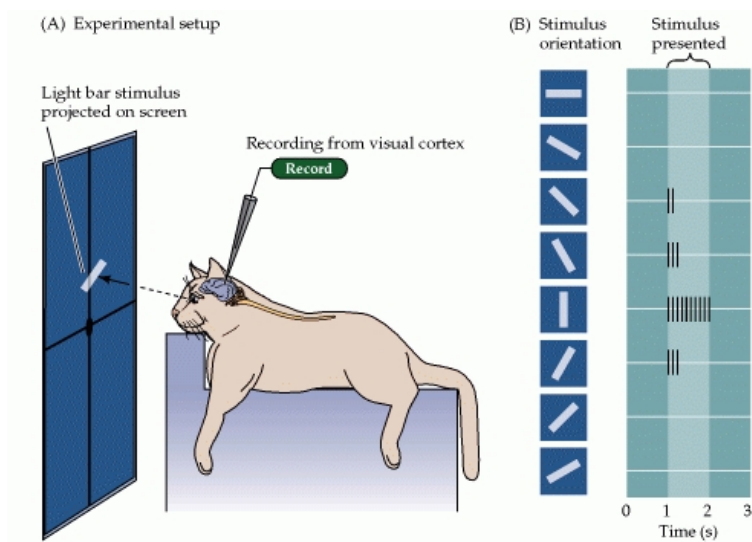 (A) Experimental setup
Light bar stimulus
projected on screen
Recording from visual cortex
Record
(B) Stimulus
orientation
Stimulus
presented
0 1 2 3
Time (s)